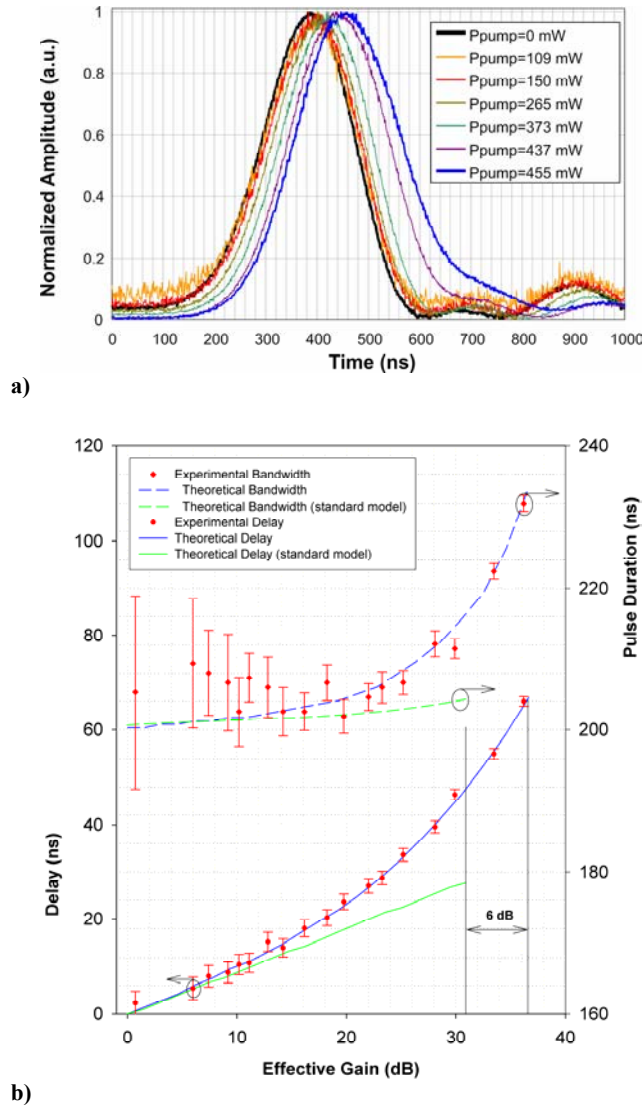 1
0.8
0.6
0.4
0.2
0
Normalized Amplitude (a.u.)
Ppump=0 mW
Ppump=109 mW
Ppump=150 mW
Ppump=265 mW
Ppump=373 mW
Ppump=437 mW
Ppump=455 mW
0 100 200 300 400 500 600 700 800 900 1000
Time (ns)
a)
120
100
80
60
40
20
0
Delay (ns)
Experimental Bandwidth
Theoretical Bandwidth
Theoretical Bandwidth (standard model)
Experimental Delay
Theoretical Delay
Theoretical Delay (standard model)
240
220
200
180
160
Pulse Duration (ns)
6 dB
0 10 20 30 40
Effective Gain (dB)
b)